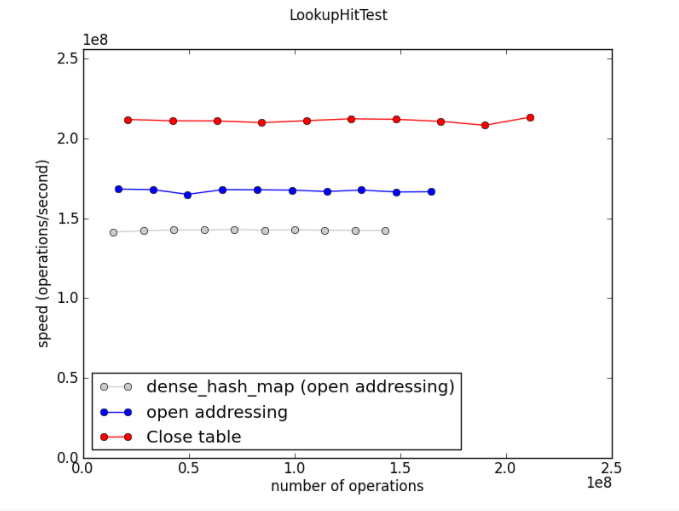 LookupHitTest
1e8
2.5
2.0
1.5
1.0
0.5
0.0
speed (operations/second)
dense_hash_map (open addressing)
open addressing
Close table
0.0 0.5 1.0 1.5 2.0 2.5
number of operations
1e8